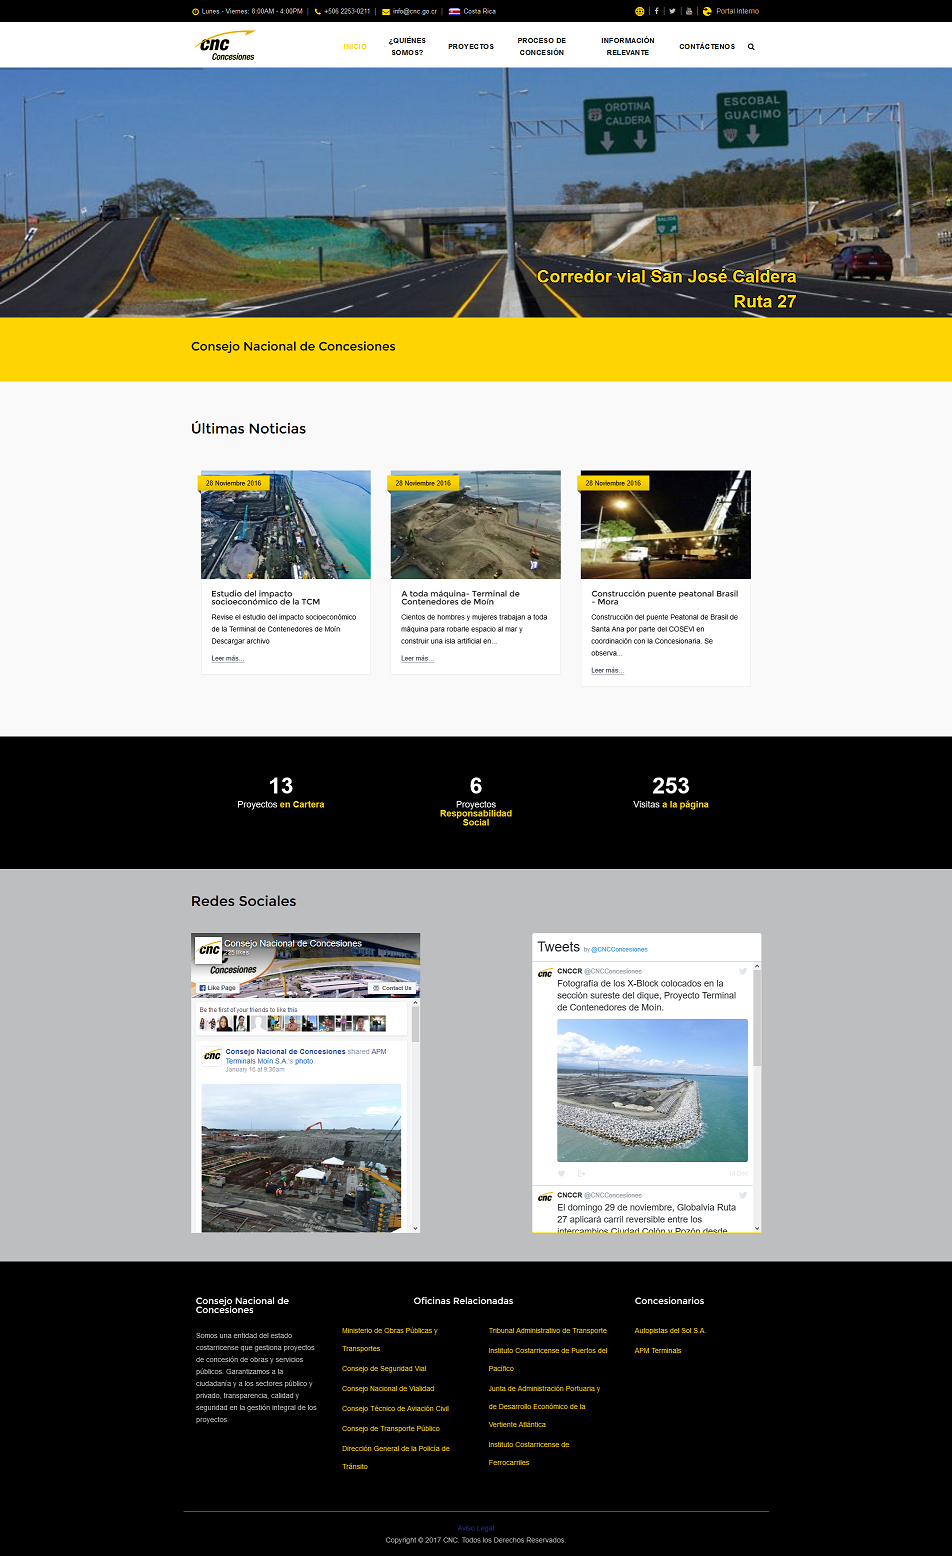 Lunes - Viernes: 8:00AM - 4:00PM | +506 2253-0211 | info@cnc.go.cr | Costa Rica
Portal Interno
cnc
Concesiones
INICIO
¿QUIÉNES
SOMOS?
PROYECTOS
PROCESO DE
CONCESIÓN
INFORMACIÓN
RELEVANTE
CONTÁCTENOS
OROTINA
CALDERA
27
ESCOBAL
GUACIMO
SALIDA
Corredor vial San José Caldera
Ruta 27
Consejo Nacional de Concesiones
Últimas Noticias
28 Noviembre 2016
Estudio del impacto
socioeconómico de la TCM
Revise el estudio del impacto socioeconómico
de la Terminal de Contenedores de Moín
Descargar archivo
Leer más...
28 Noviembre 2016
A toda máquina- Terminal de
Contenedores de Moín
Cientos de hombres y mujeres trabajan a toda
máquina para robarle espacio al mar y
construir una isla artificial en...
Leer más...
28 Noviembre 2016
Construcción puente peatonal Brasil
- Mora
Construcción del puente Peatonal de Brasil de
Santa Ana por parte del COSEVI en
coordinación con la Concesionaria. Se
observa...
Leer más...
13
Proyectos en Cartera
6
Proyectos
Responsabilidad
Social
253
Visitas a la página
Redes Sociales
cnc
Consejo Nacional de Concesiones
225 likes
Concesiones
Like Page
Contact Us
Be the first of your friends to like this
cnc
Consejo Nacional de Concesiones shared APM
Terminals Moín S.A.'s photo.
January 16 at 9:36am
Tweets by @CNCConcesiones
cnc
CNCCR @CNCConcesiones
Fotografía de los X-Block colocados en la
sección sureste del dique, Proyecto Terminal
de Contenedores de Moín.
14 Dec
cnc
CNCCR @CNCConcesiones
El domingo 29 de noviembre, Globalvía Ruta
27 aplicará carril reversible entre los
intercambios Ciudad Colón y Pozón desde
Consejo Nacional de
Concesiones
Somos una entidad del estado
costarricense que gestiona proyectos
de concesión de obras y servicios
públicos. Garantizamos a la
ciudadanía y a los sectores público y
privado, transparencia, calidad y
seguridad en la gestión integral de los
proyectos.
Oficinas Relacionadas
Ministerio de Obras Públicas y
Transportes
Consejo de Seguridad Vial
Consejo Nacional de Vialidad
Consejo Técnico de Aviación Civil
Consejo de Transporte Público
Dirección General de la Policía de
Tránsito
Tribunal Administrativo de Transporte
Instituto Costarricense de Puertos del
Pacífico
Junta de Administración Portuaria y
de Desarrollo Económico de la
Vertiente Atlántica
Instituto Costarricense de
Ferrocarriles
Concesionarios
Autopistas del Sol S.A.
APM Terminals
Aviso Legal
Copyright © 2017 CNC. Todos los Derechos Reservados.